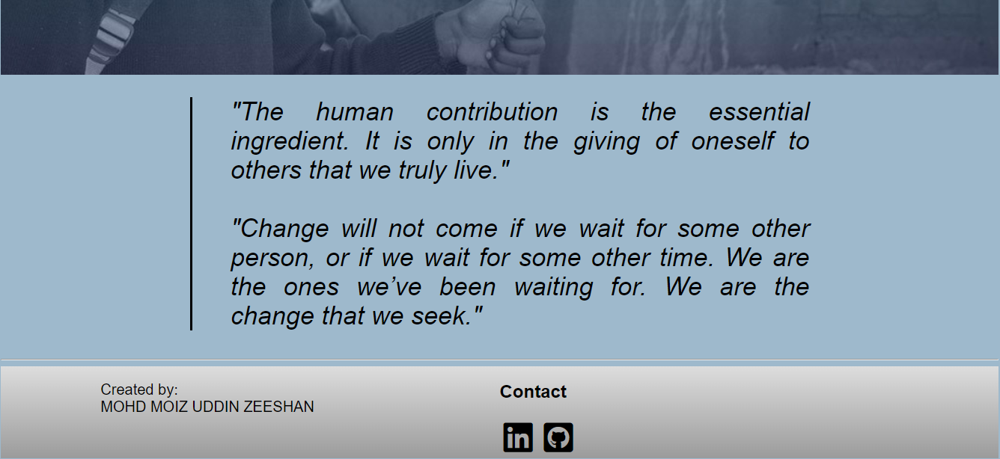 "The human contribution is the essential
ingredient. It is only in the giving of oneself to
others that we truly live."
"Change will not come if we wait for some other
person, or if we wait for some other time. We are
the ones we’ve been waiting for. We are the
change that we seek."
Created by:
MOHD MOIZ UDDIN ZEESHAN
Contact
in